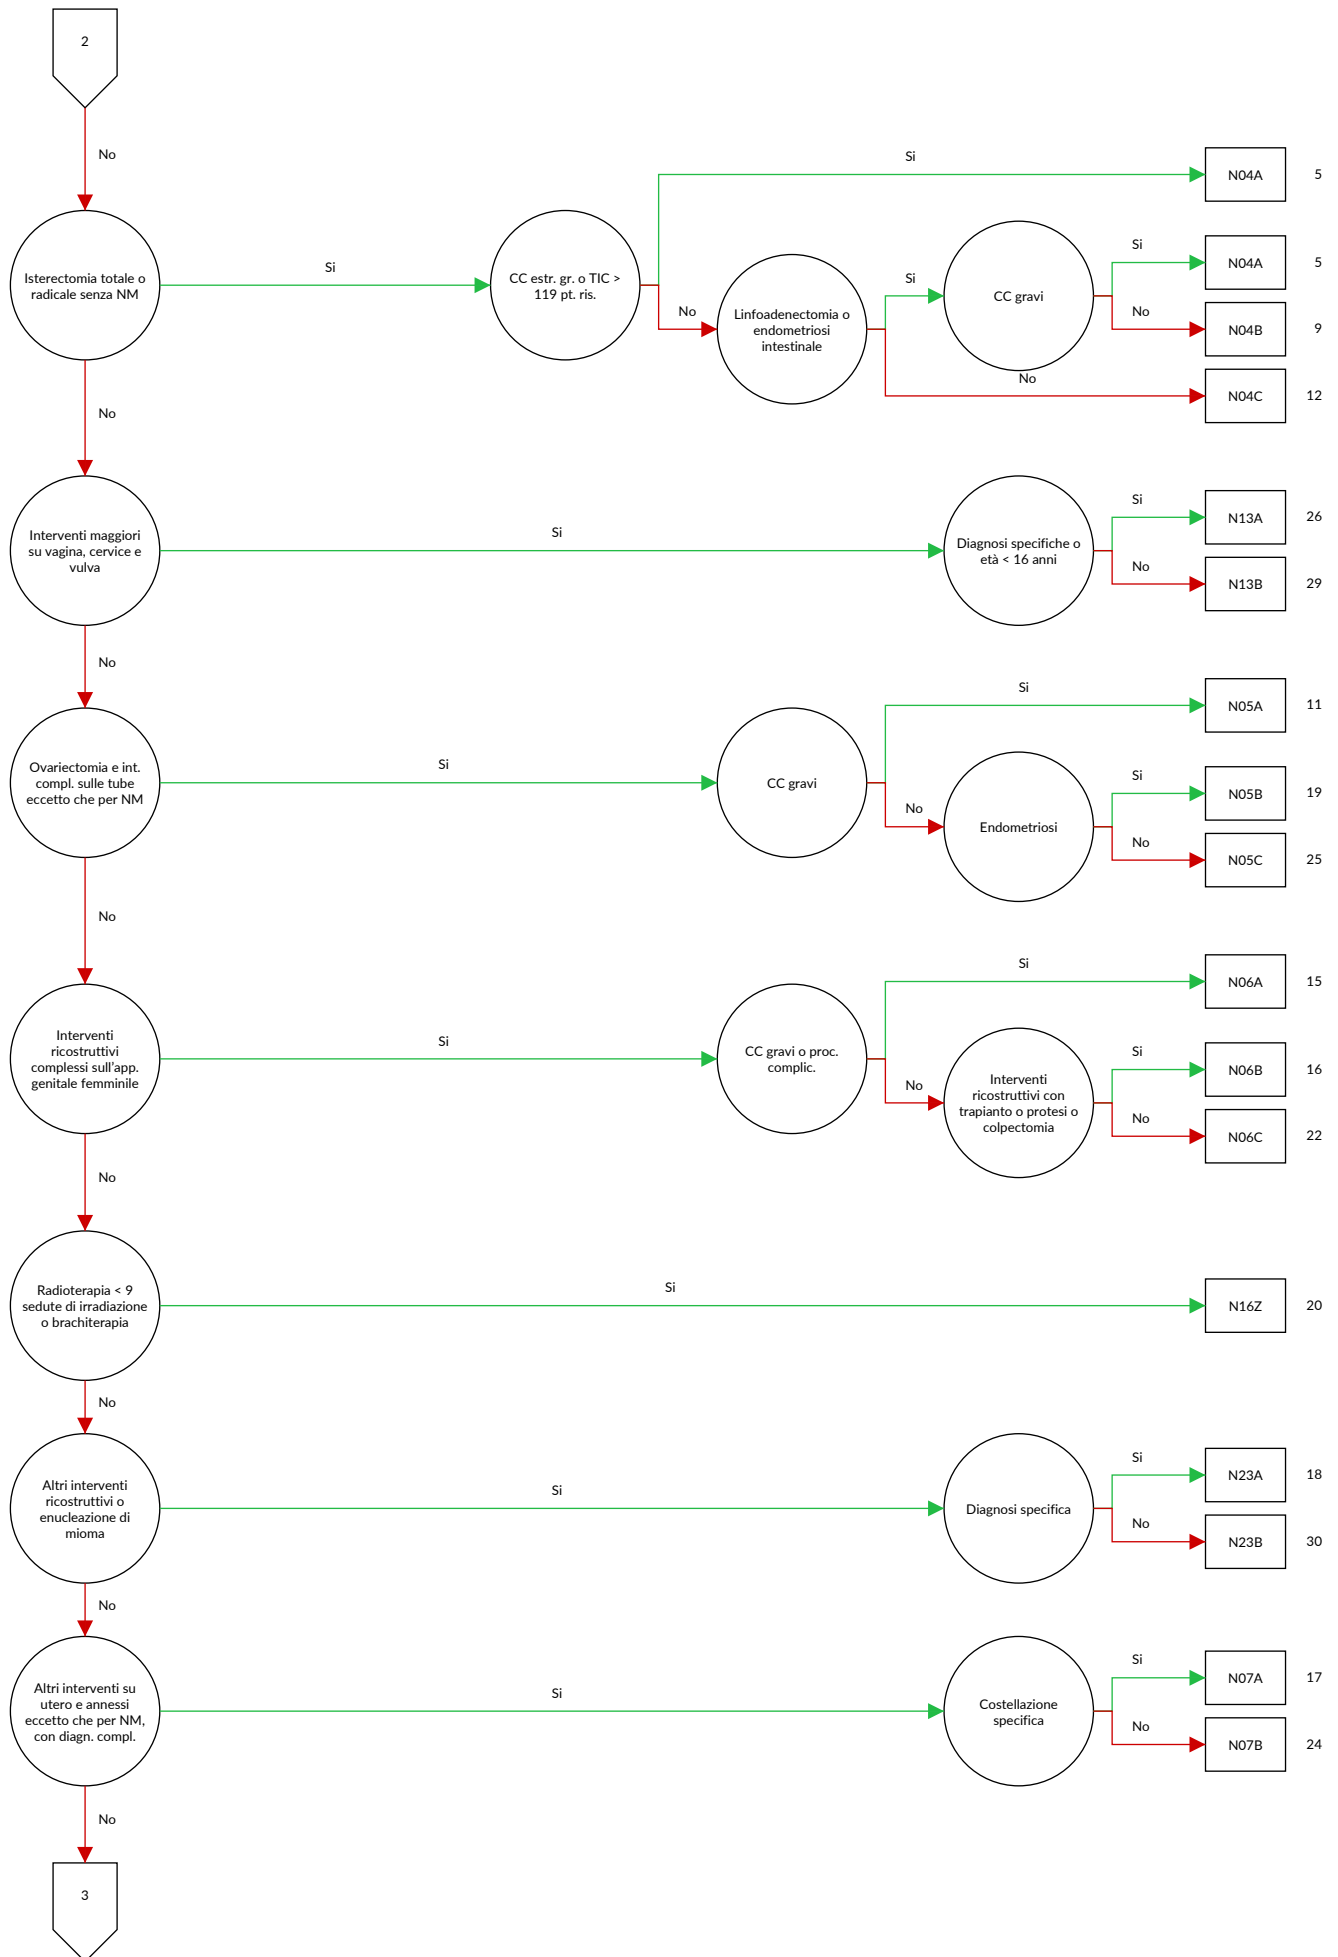 2
No
Si
N04A 5
Isterectomia totale o
radicale senza NM
Si
CC estr. gr. o TIC >
119 pt. ris.
No
Linfoadenectomia o
endometriosi
intestinale
Si
CC gravi
Si
N04A 5
No
N04B 9
No
N04C 12
No
Interventi maggiori
su vagina, cervice e
vulva
Si
Diagnosi specifiche o
età < 16 anni
Si
N13A 26
No
N13B 29
No
Ovariectomia e int.
compl. sulle tube
eccetto che per NM
Si
CC gravi
Si
N05A 11
No
Endometriosi
Si
N05B 19
No
N05C 25
No
Interventi
ricostruttivi
complessi sull'app.
genitale femminile
Si
CC gravi o proc.
complic.
Si
N06A 15
No
Interventi
ricostruttivi con
trapianto o protesi o
colpectomia
Si
N06B 16
No
N06C 22
No
Radioterapia < 9
sedute di irradiazione
o brachiterapia
Si
N16Z 20
No
Altri interventi
ricostruttivi o
enucleazione di
mioma
Si
Diagnosi specifica
Si
N23A 18
No
N23B 30
No
Altri interventi su
utero e annessi
eccetto che per NM,
con diagn. compl.
Si
Costellazione
specifica
Si
N07A 17
No
N07B 24
No
3